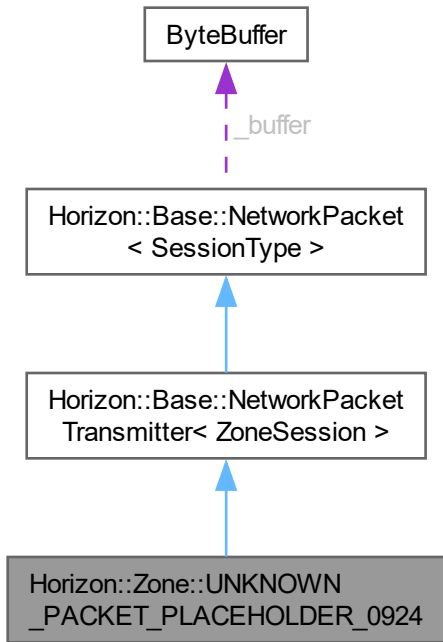 ByteBuffer
_buffer
Horizon::Base::NetworkPacket
< SessionType >
Horizon::Base::NetworkPacket
Transmitter< ZoneSession >
Horizon::Zone::UNKNOWN
_PACKET_PLACEHOLDER_0924